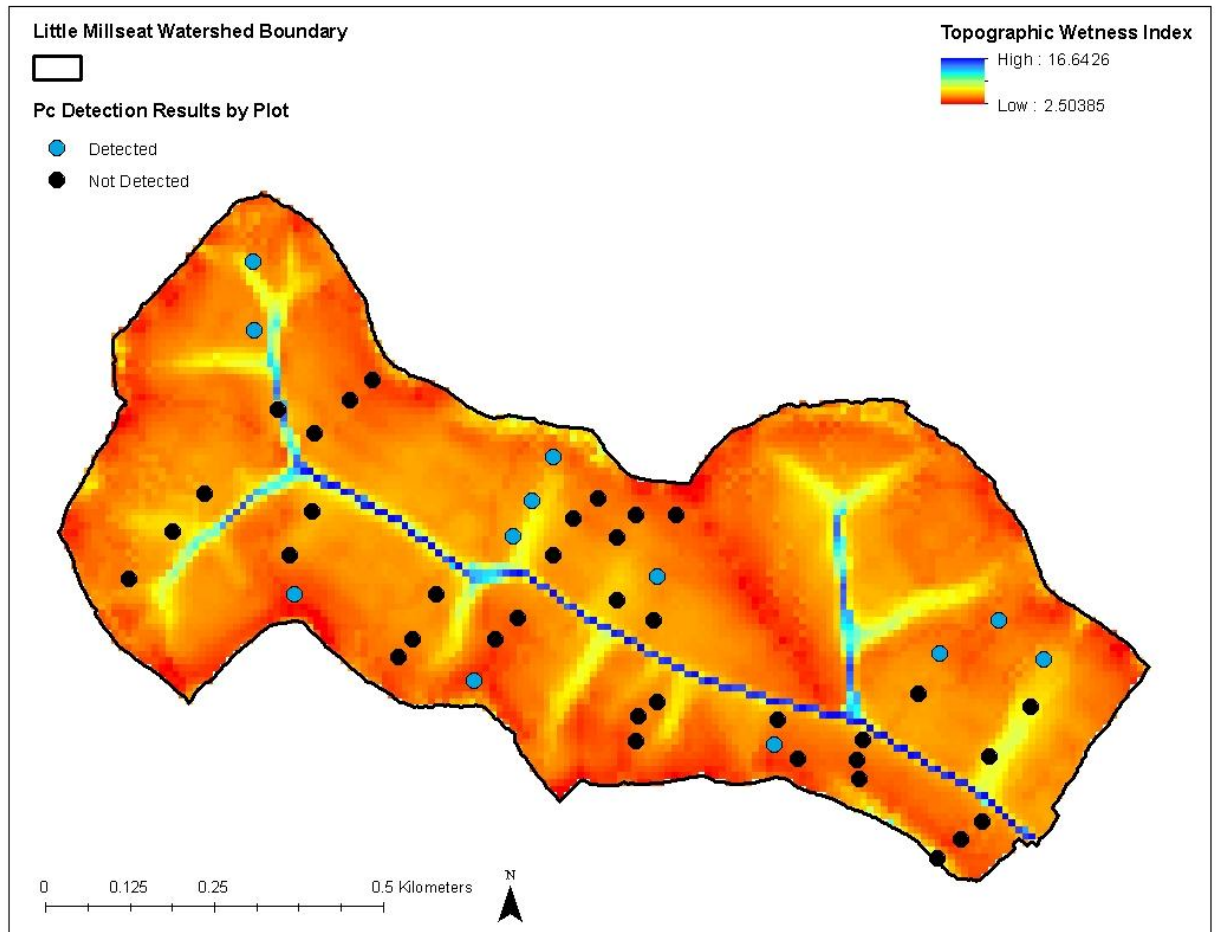 Little Millseat Watershed Boundary
Pc Detection Results by Plot
Detected
Not Detected
Topographic Wetness Index
High : 16.6426
Low : 2.50385
0 0.125 0.25 0.5 Kilometers
N